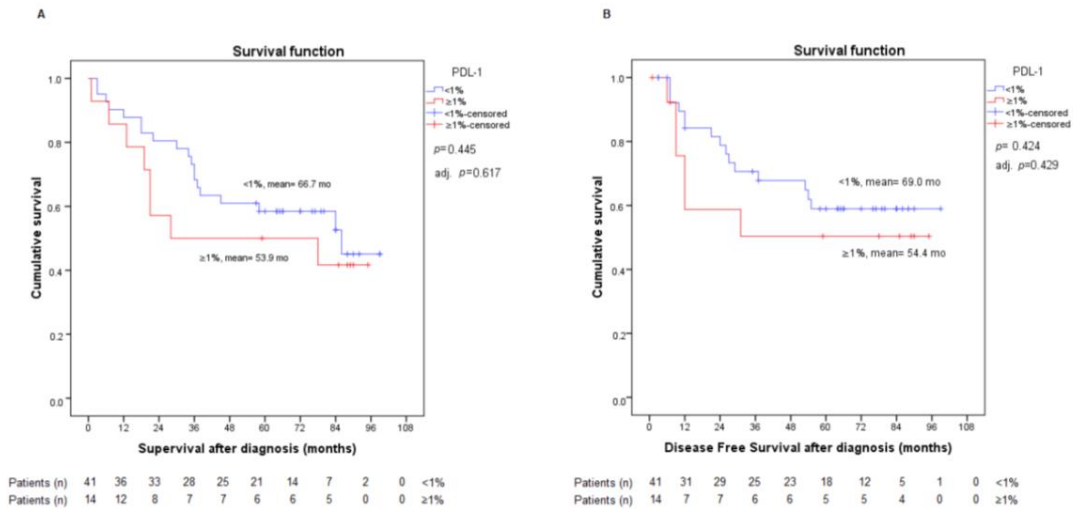 A
Survival function
Cumulative survival
1.0
0.8
0.6
0.4
0.2
0.0
0 12 24 36 48 60 72 84 96 108
Supervival after diagnosis (months)
<1%, mean= 66.7 mo
≥1%, mean= 53.9 mo
PDL-1
<1%
≥1%
<1%-censored
≥1%-censored
p=0.445
adj. p=0.617
Patients (n) 41 36 33 28 25 21 14 7 2 0 <1%
Patients (n) 14 12 8 7 7 6 6 5 0 0 ≥1%
B
Survival function
Cumulative survival
1.0
0.8
0.6
0.4
0.2
0.0
0 12 24 36 48 60 72 84 96 108
Disease Free Survival after diagnosis (months)
<1%, mean= 69.0 mo
≥1%, mean= 54.4 mo
PDL-1
<1%
≥1%
<1%-censored
≥1%-censored
p= 0.424
adj. p=0.429
Patients (n) 41 31 29 25 23 18 12 5 1 0 <1%
Patients (n) 14 7 7 6 6 5 5 4 0 0 ≥1%